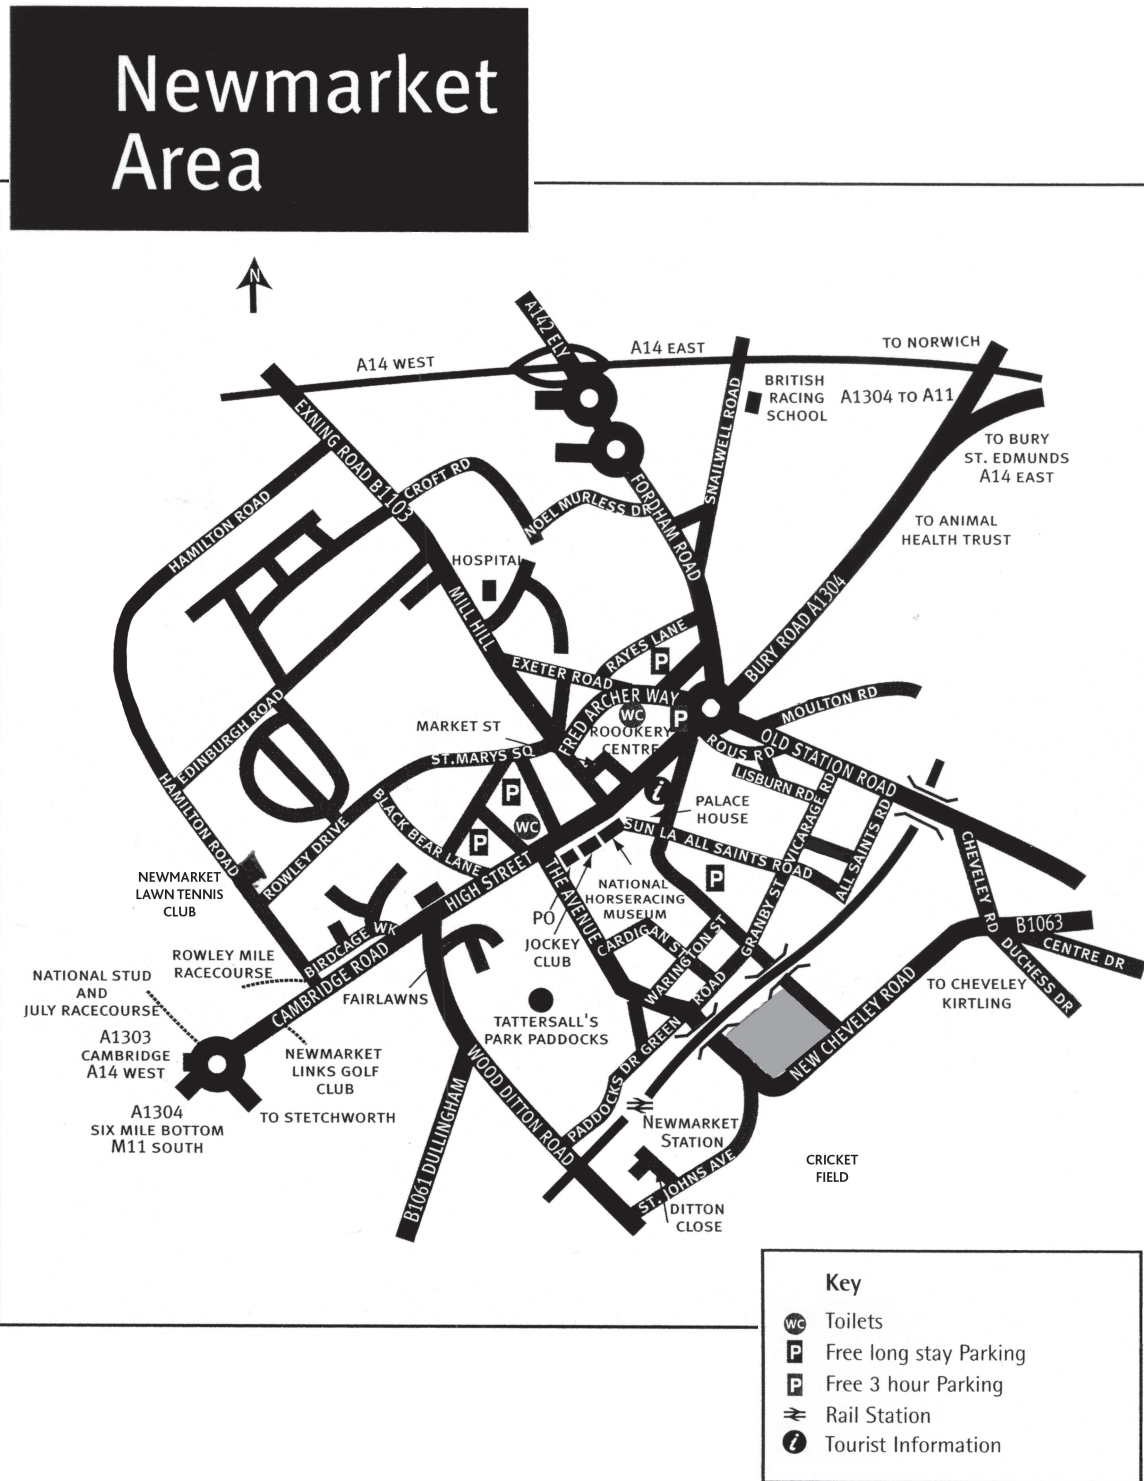 Newmarket
Area
N
A142 ELY
A14 WEST
A14 EAST
TO NORWICH
BRITISH
RACING
SCHOOL
A1304 TO A11
TO BURY
ST. EDMUNDS
A14 EAST
TO ANIMAL
HEALTH TRUST
EXNING ROAD B1103
CROFT RD
SNAILWELL ROAD
NOEL MURLESS DR
FORDHAM ROAD
HAMILTON ROAD
HOSPITAL
MILL HILL
BURY ROAD A1304
RAYES LANE
P
EXETER ROAD
FRED ARCHER WAY
WC
P
ROOOKERY
CENTRE
MOULTON RD
ROUS RD
OLD STATION ROAD
MARKET ST
ST.MARYS SQ
EDINBURGH ROAD
HAMILTON ROAD
LISBURN RD
VICARAGE RD
ALL SAINTS RD
i
PALACE
HOUSE
P
WC
P
BLACK BEAR LANE
ROWLEY DRIVE
SUN LA
ALL SAINTS ROAD
CHEVELEY RD
HIGH STREET
THE AVENUE
NATIONAL
HORSERACING
MUSEUM
P
PO
JOCKEY
CLUB
NEWMARKET
LAWN TENNIS
CLUB
GRANBY ST
CARDIGAN ST
WARINGTON ST
B1063
CENTRE DR
DUCHESS DR
BIRDCAGE WK
CAMBRIDGE ROAD
ROWLEY MILE
RACECOURSE
NATIONAL STUD
AND
JULY RACECOURSE
FAIRLAWNS
TATTERSALL'S
PARK PADDOCKS
GREEN ROAD
NEW CHEVELEY ROAD
TO CHEVELEY
KIRTLING
A1303
CAMBRIDGE
A14 WEST
NEWMARKET
LINKS GOLF
CLUB
TO STETCHWORTH
A1304
SIX MILE BOTTOM
M11 SOUTH
WOOD DITTON ROAD
B1061 DULLINGHAM
PADDOCKS DR
NEWMARKET
STATION
ST. JOHNS AVE
DITTON
CLOSE
CRICKET
FIELD
Key
WC Toilets
P Free long stay Parking
P Free 3 hour Parking
Rail Station
i Tourist Information